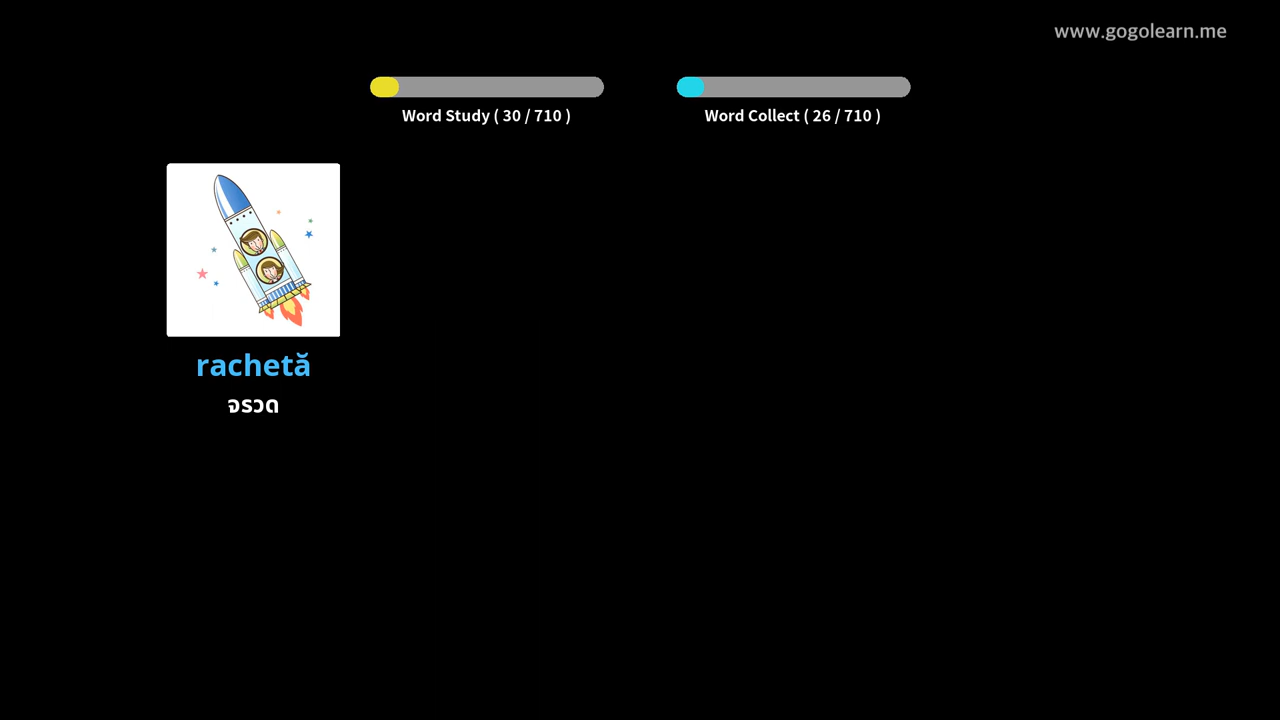 www.gogolearn.me
Word Study ( 30 / 710 )
Word Collect ( 26 / 710 )
rachetă
จรวด